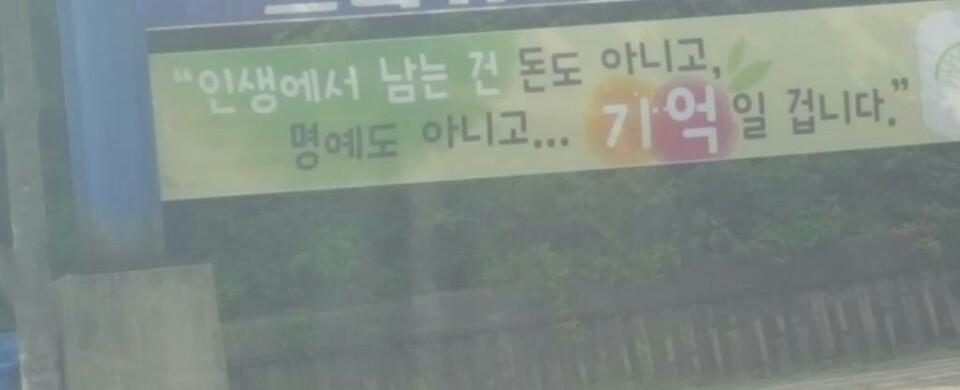 “인생에서 남는 건 돈도 아니고,
명예도 아니고... 기억일 겁니다.”